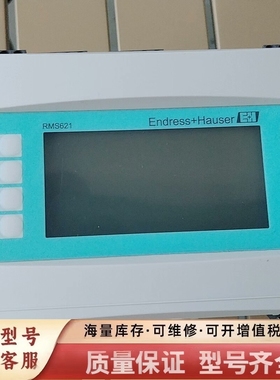 RMS621
Endress+Hauser EH
型号
客服
海量库存·可维修·可开增值税
质量保证 型号齐全